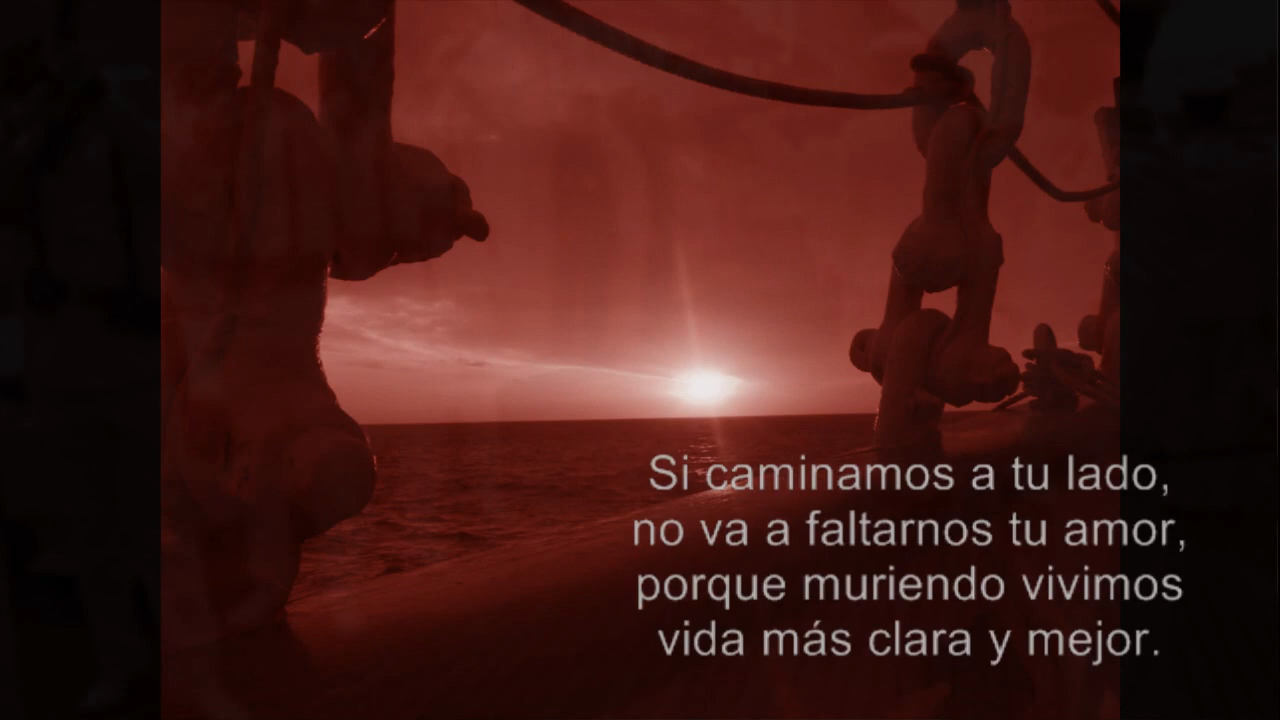 Si caminamos a tu lado,
no va a faltarnos tu amor,
porque muriendo vivimos
vida más clara y mejor.